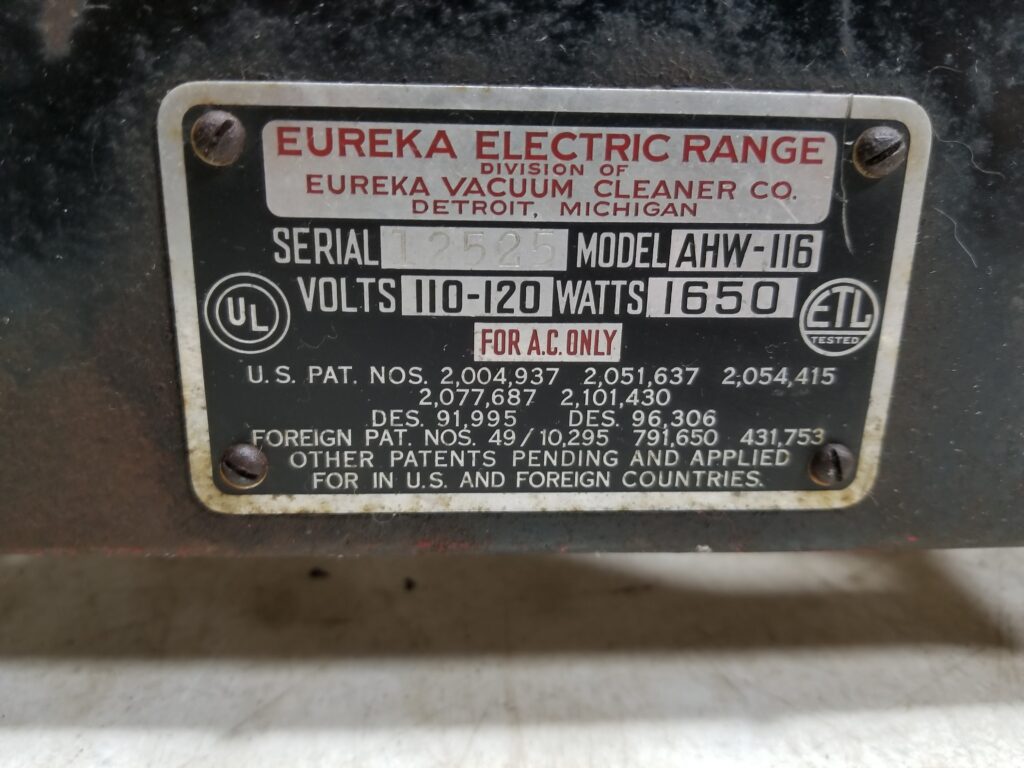 EUREKA ELECTRIC RANGE
DIVISION OF
EUREKA VACUUM CLEANER CO.
DETROIT, MICHIGAN
SERIAL 12525 MODEL AHW-116
UL VOLTS 110-120 WATTS 1650 ETL TESTED
FOR A.C. ONLY
U.S. PAT. NOS. 2,004,937 2,051,637 2,054,415
2,077,687 2,101,430
DES. 91,995 DES. 96,306
FOREIGN PAT. NOS. 49/10,295 791,650 431,753
OTHER PATENTS PENDING AND APPLIED
FOR IN U.S. AND FOREIGN COUNTRIES.